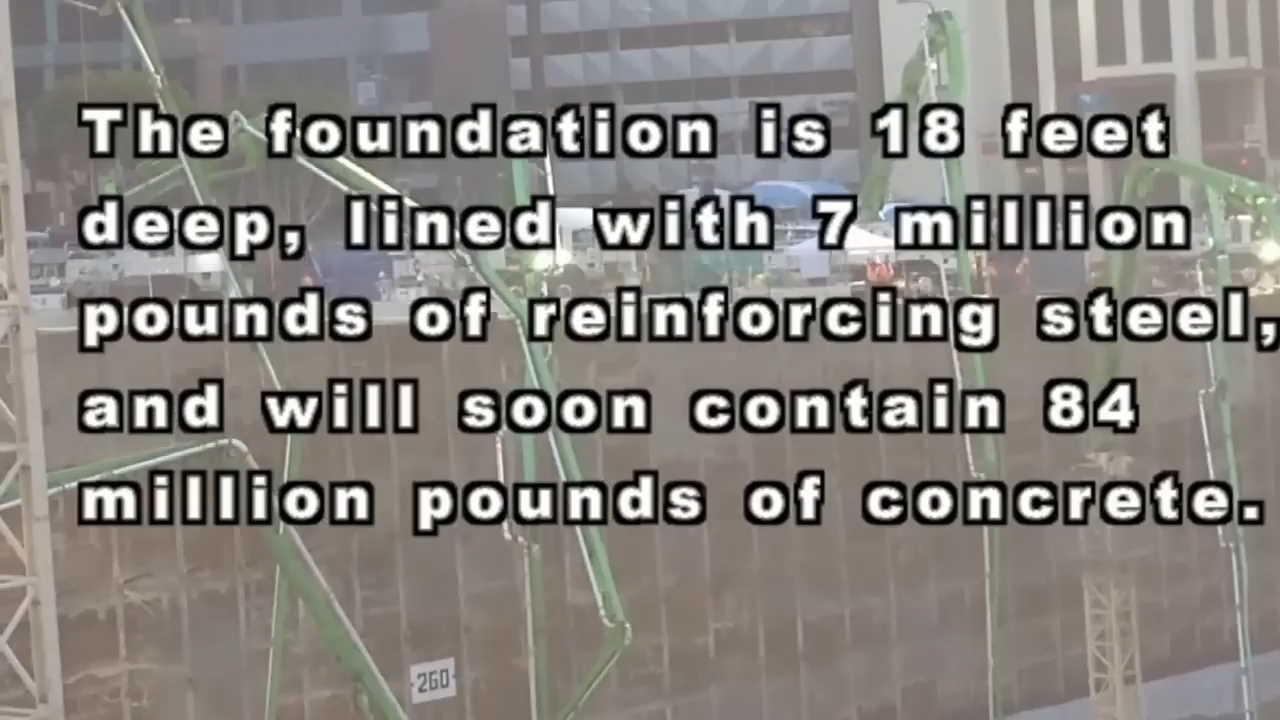 The foundation is 18 feet
deep, lined with 7 million
pounds of reinforcing steel,
and will soon contain 84
million pounds of concrete.
260